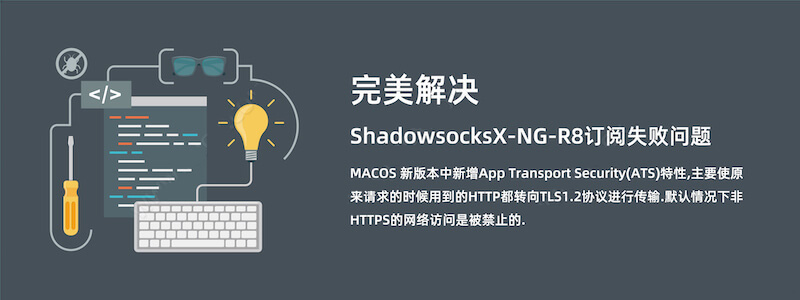 </>
完美解决
ShadowsocksX-NG-R8订阅失败问题
MACOS 新版本中新增App Transport Security(ATS)特性,主要使原
来请求的时候用到的HTTP都转向TLS1.2协议进行传输.默认情况下非
HTTPS的网络访问是被禁止的.